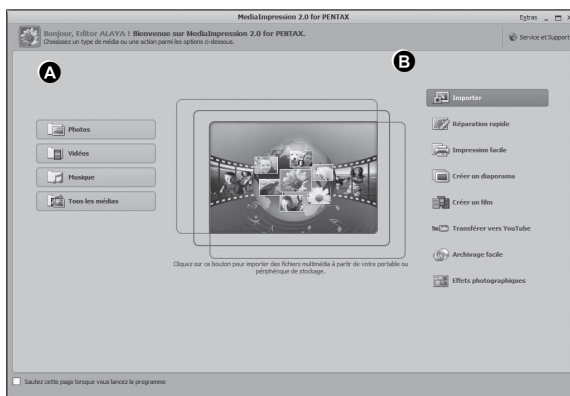 MediaImpression 2.0 for PENTAX
Extras
Bonjour, Editor ALAYA ! Bienvenue sur MediaImpression 2.0 for PENTAX.
Choisissez un type de média ou une action parmi les options ci-dessous.
Service et Support
A
B
Photos
Vidéos
Musique
Tous les médias
Importer
Réparation rapide
Impression facile
Créer un diaporama
Créer un film
Transférer vers YouTube
Archivage facile
Effets photographiques
Cliquez sur ce bouton pour importer des fichiers multimédia à partir de votre portable ou
périphérique de stockage.
Sautez cette page lorsque vous lancez le programme